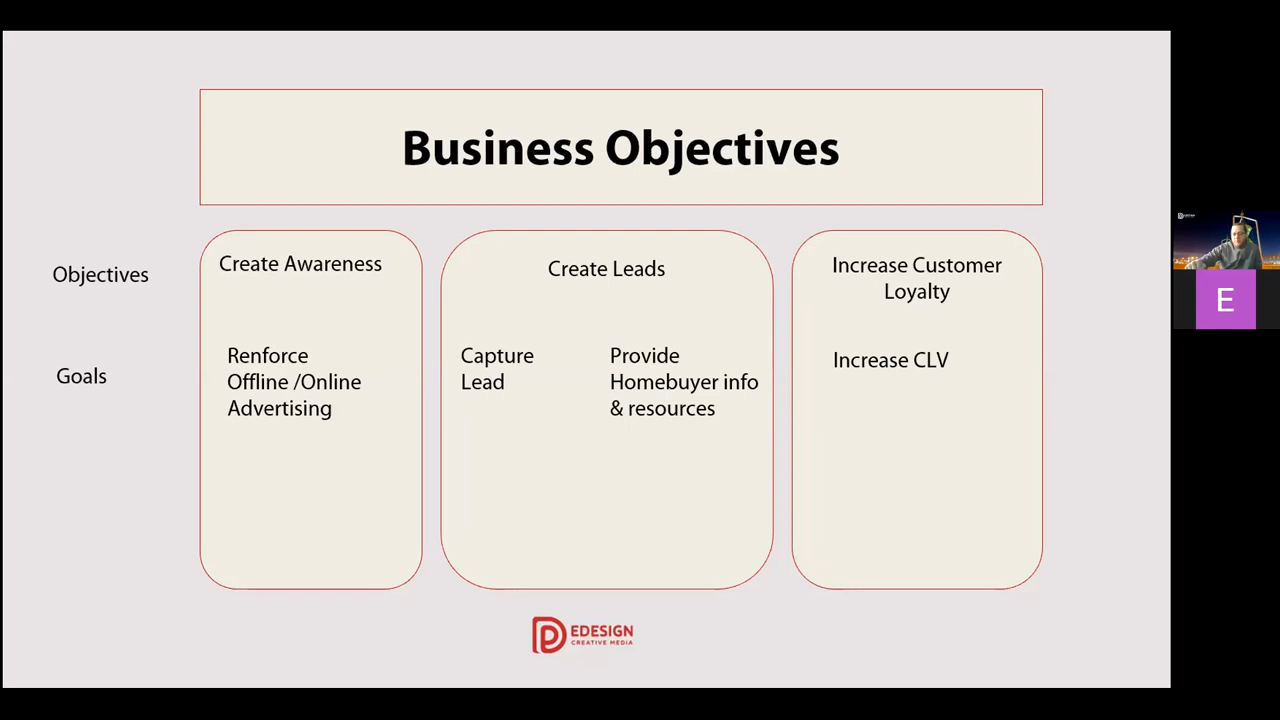 Business Objectives
Objectives
Create Awareness
Create Leads
Increase Customer
Loyalty
Goals
Renforce
Offline /Online
Advertising
Capture
Lead
Provide
Homebuyer info
& resources
Increase CLV
E
EDESIGN
CREATIVE MEDIA